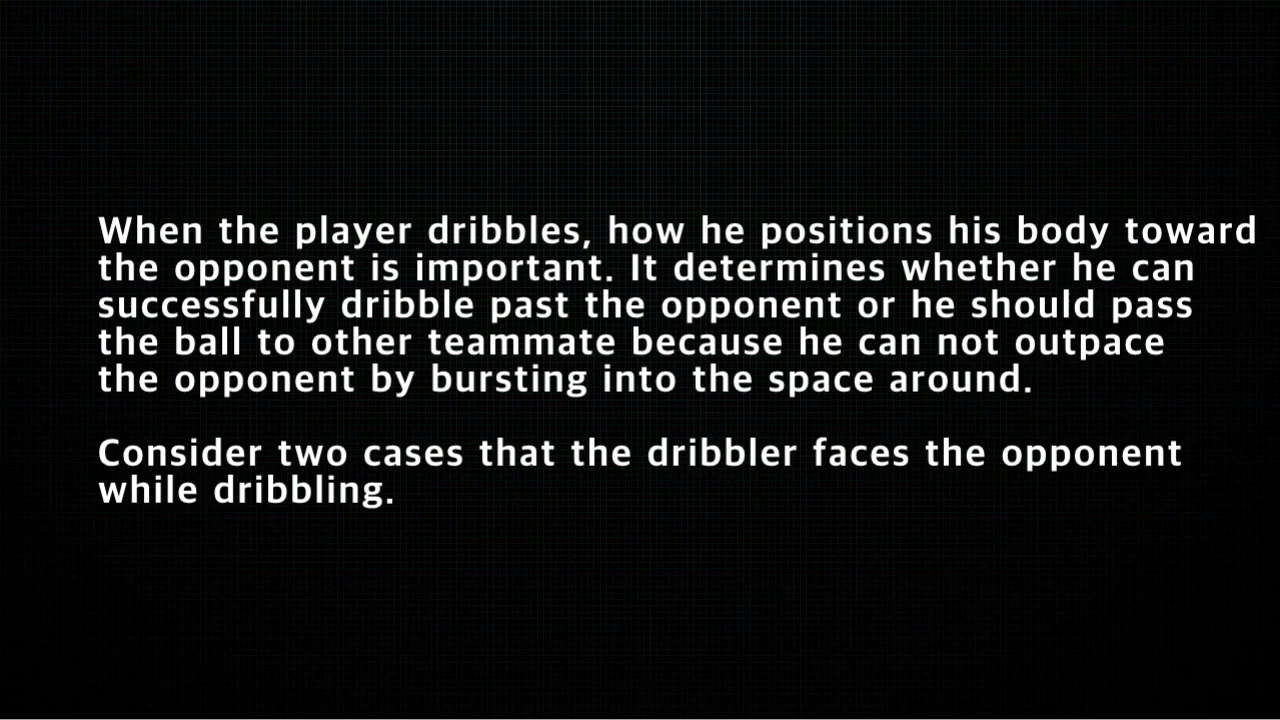 When the player dribbles, how he positions his body toward
the opponent is important. It determines whether he can
successfully dribble past the opponent or he should pass
the ball to other teammate because he can not outpace
the opponent by bursting into the space around.
Consider two cases that the dribbler faces the opponent
while dribbling.